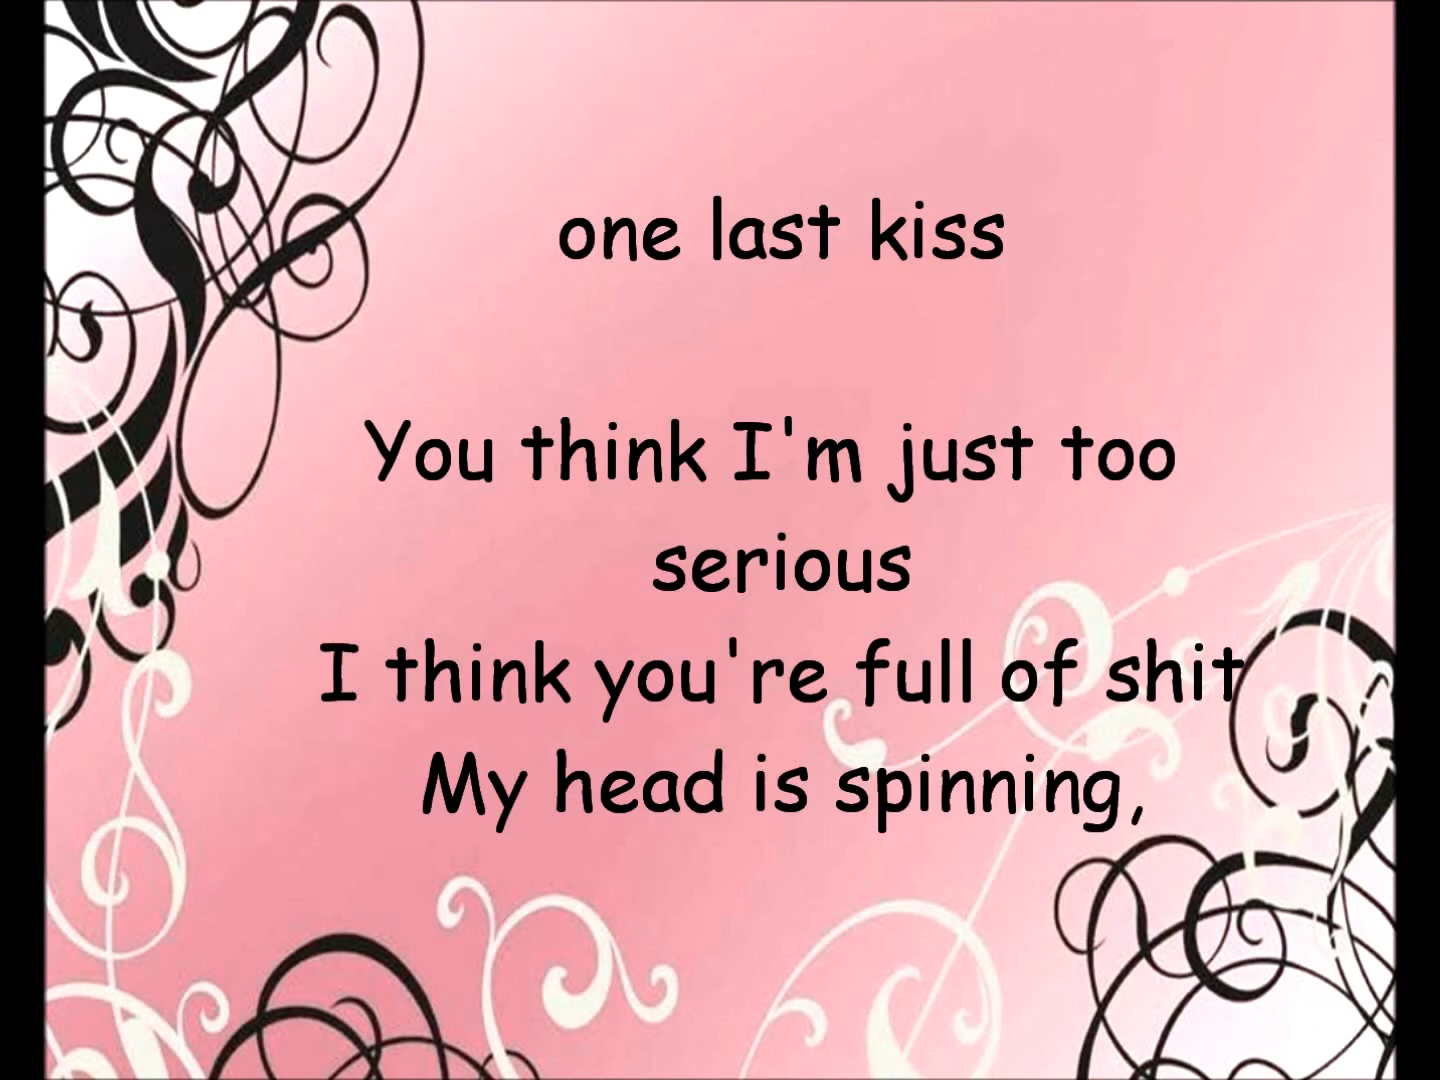 one last kiss
You think I'm just too
serious
I think you're full of shit
My head is spinning,